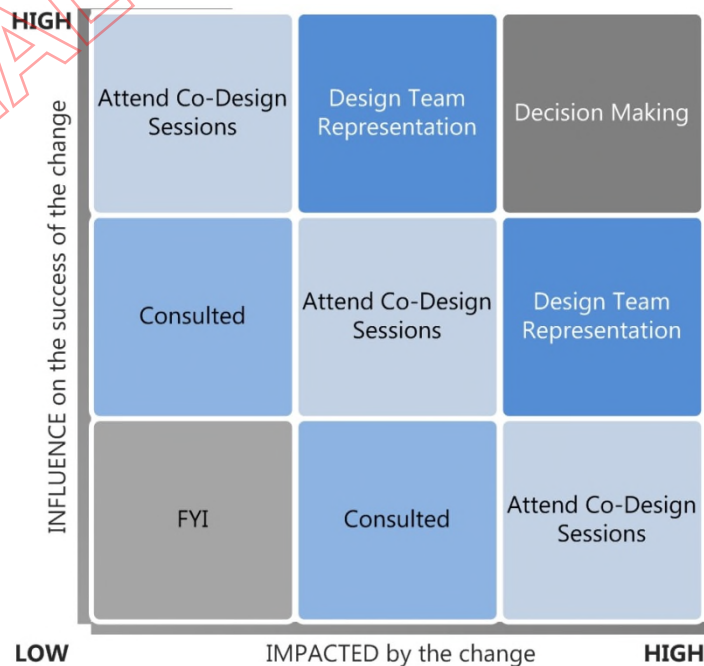 HIGH
Attend Co-Design
Sessions
Design Team
Representation
Decision Making
INFLUENCE on the success of the change
Consulted
Attend Co-Design
Sessions
Design Team
Representation
FYI
Consulted
Attend Co-Design
Sessions
LOW
IMPACTED by the change
HIGH